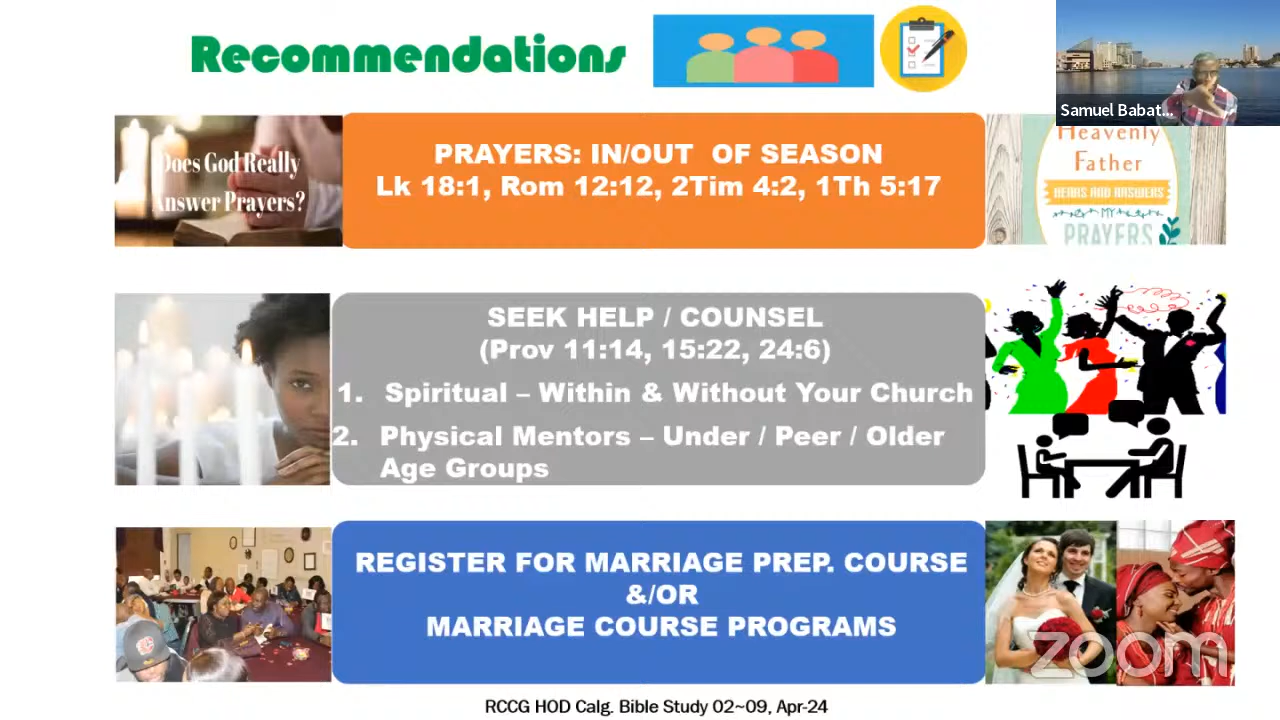 Recommendations
Samuel Babat...
Does God Really
Answer Prayers?
PRAYERS: IN/OUT OF SEASON
Lk 18:1, Rom 12:12, 2Tim 4:2, 1Th 5:17
Heavenly
Father
HEARS AND ANSWERS
MY
PRAYERS
SEEK HELP / COUNSEL
(Prov 11:14, 15:22, 24:6)
1. Spiritual – Within & Without Your Church
2. Physical Mentors – Under / Peer / Older
Age Groups
REGISTER FOR MARRIAGE PREP. COURSE
&/OR
MARRIAGE COURSE PROGRAMS
zoom
RCCG HOD Calg. Bible Study 02~09, Apr-24